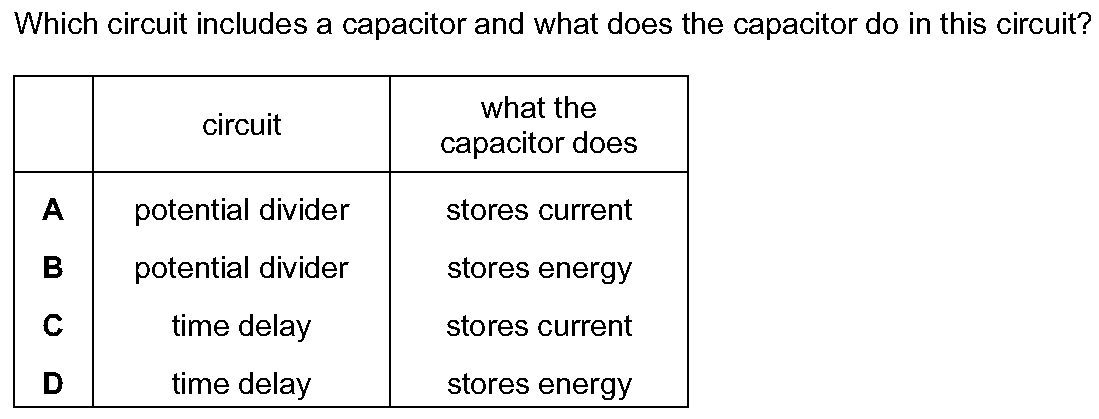 Which circuit includes a capacitor and what does the capacitor do in this circuit?
circuit
what the
capacitor does
A potential divider stores current
B potential divider stores energy
C time delay stores current
D time delay stores energy